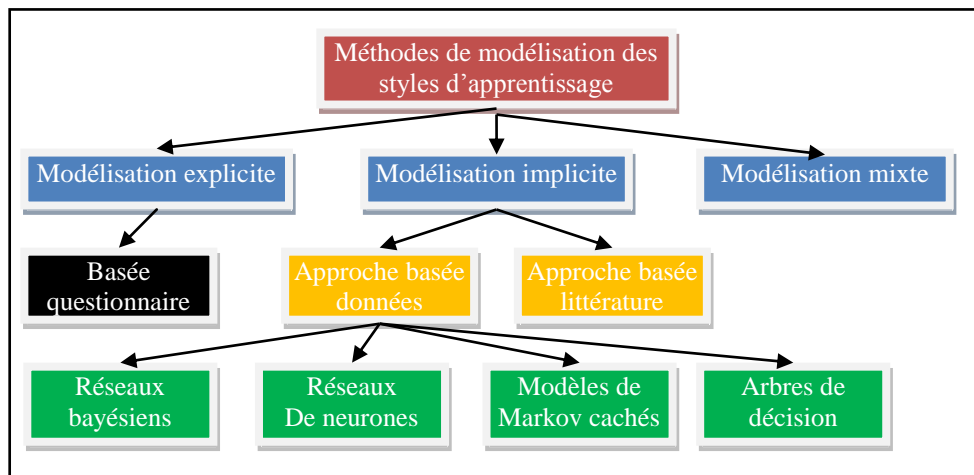 Méthodes de modélisation des
styles d'apprentissage
Modélisation explicite
Modélisation implicite
Modélisation mixte
Basée
questionnaire
Approche basée
données
Approche basée
littérature
Réseaux
bayésiens
Réseaux
De neurones
Modèles de
Markov cachés
Arbres de
décision